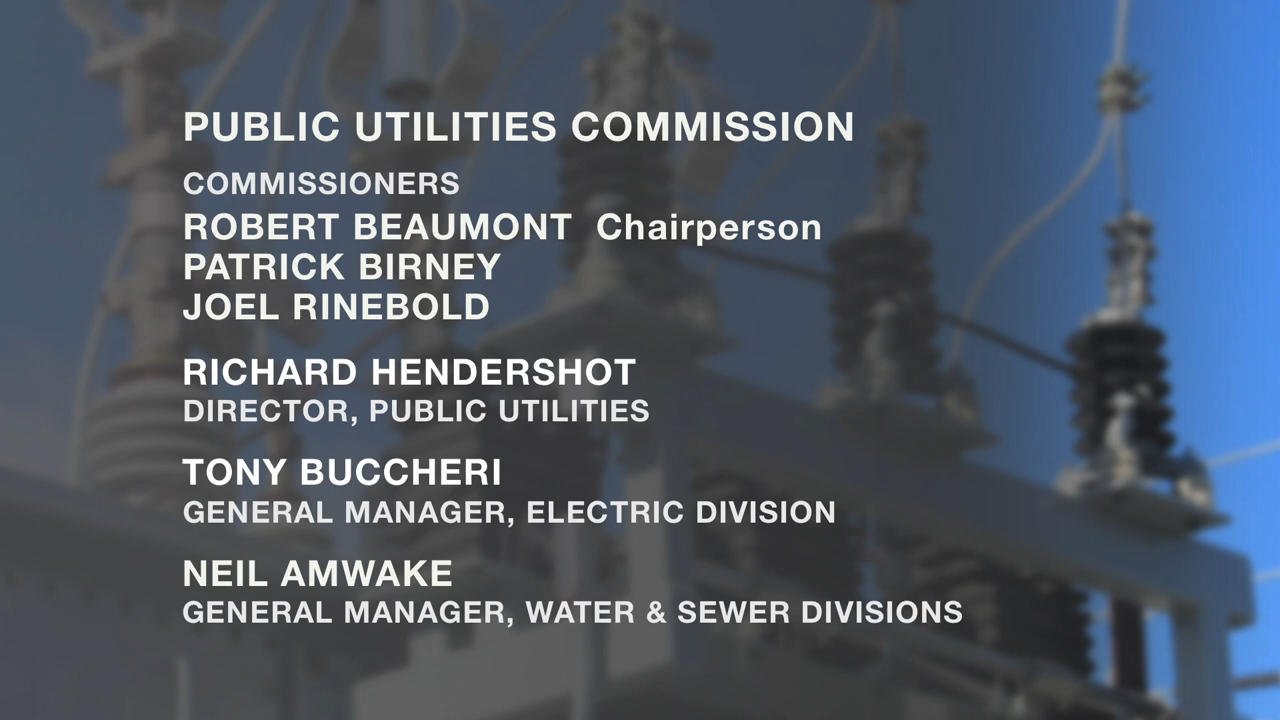 PUBLIC UTILITIES COMMISSION
COMMISSIONERS
ROBERT BEAUMONT Chairperson
PATRICK BIRNEY
JOEL RINEBOLD
RICHARD HENDERSHOT
DIRECTOR, PUBLIC UTILITIES
TONY BUCCHERI
GENERAL MANAGER, ELECTRIC DIVISION
NEIL AMWAKE
GENERAL MANAGER, WATER & SEWER DIVISIONS